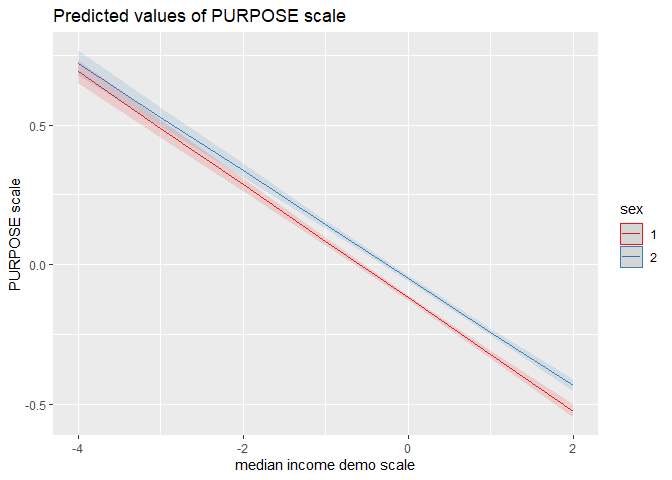 Predicted values of PURPOSE scale
PURPOSE scale
0.5
0.0
-0.5
-4
-2
0
2
median income demo scale
sex
1
2